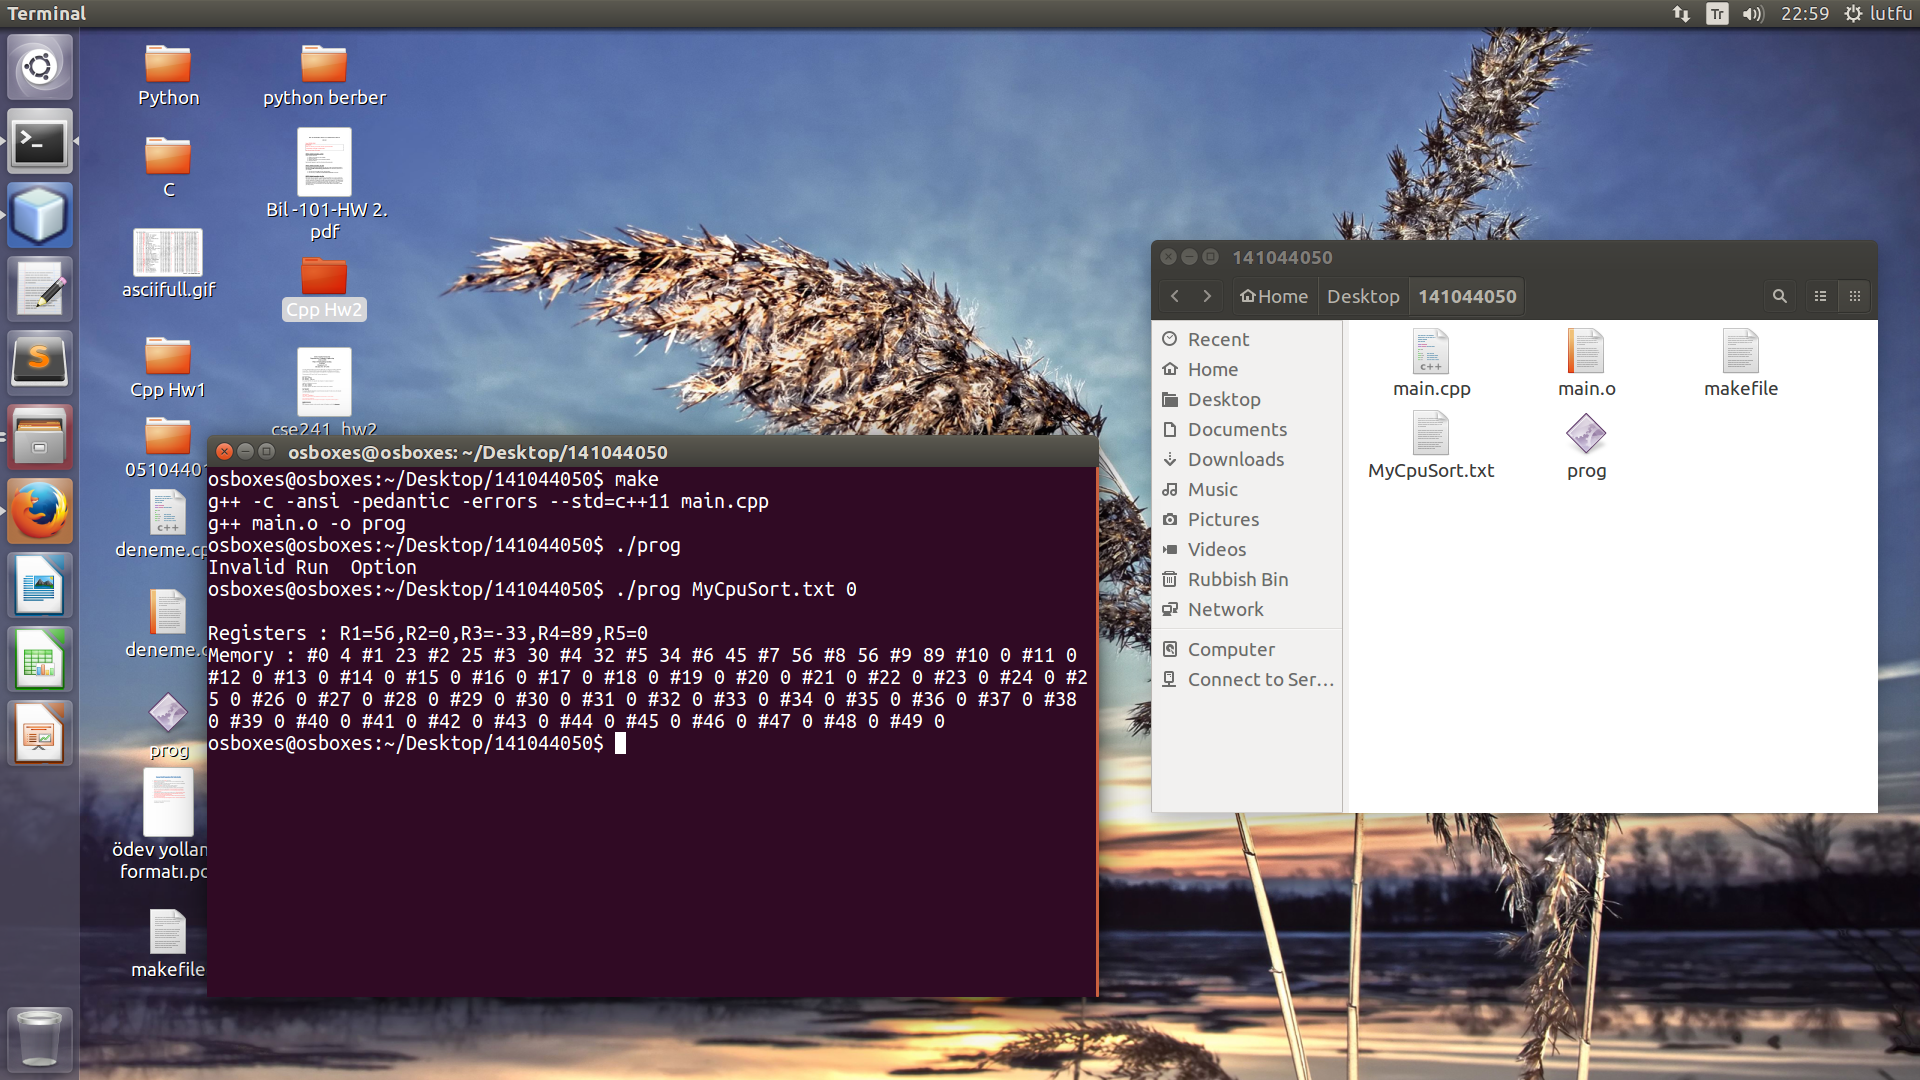 Terminal
Tr
22:59
lutfu
Python
python berber
C
Bil -101-HW 2.
pdf
asciifull.gif
Cpp Hw2
Cpp Hw1
cse241_hw2
deneme.
prog
ödev yollan
formatı.
makefile
osboxes@osboxes: ~/Desktop/141044050
osboxes@osboxes:~/Desktop/141044050$ make
g++ -c -ansi -pedantic -errors --std=c++11 main.cpp
g++ main.o -o prog
osboxes@osboxes:~/Desktop/141044050$ ./prog
Invalid Run  Option
osboxes@osboxes:~/Desktop/141044050$ ./prog MyCpuSort.txt 0
Registers : R1=56,R2=0,R3=-33,R4=89,R5=0
Memory : #0 4 #1 23 #2 25 #3 30 #4 32 #5 34 #6 45 #7 56 #8 56 #9 89 #10 0 #11 0
#12 0 #13 0 #14 0 #15 0 #16 0 #17 0 #18 0 #19 0 #20 0 #21 0 #22 0 #23 0 #24 0 #2
5 0 #26 0 #27 0 #28 0 #29 0 #30 0 #31 0 #32 0 #33 0 #34 0 #35 0 #36 0 #37 0 #38
0 #39 0 #40 0 #41 0 #42 0 #43 0 #44 0 #45 0 #46 0 #47 0 #48 0 #49 0
osboxes@osboxes:~/Desktop/141044050$
141044050
Home Desktop 141044050
Recent
Home
Desktop
Documents
Downloads
Music
Pictures
Videos
Rubbish Bin
Network
Computer
Connect to Ser...
main.cpp
main.o
makefile
MyCpuSort.txt
prog